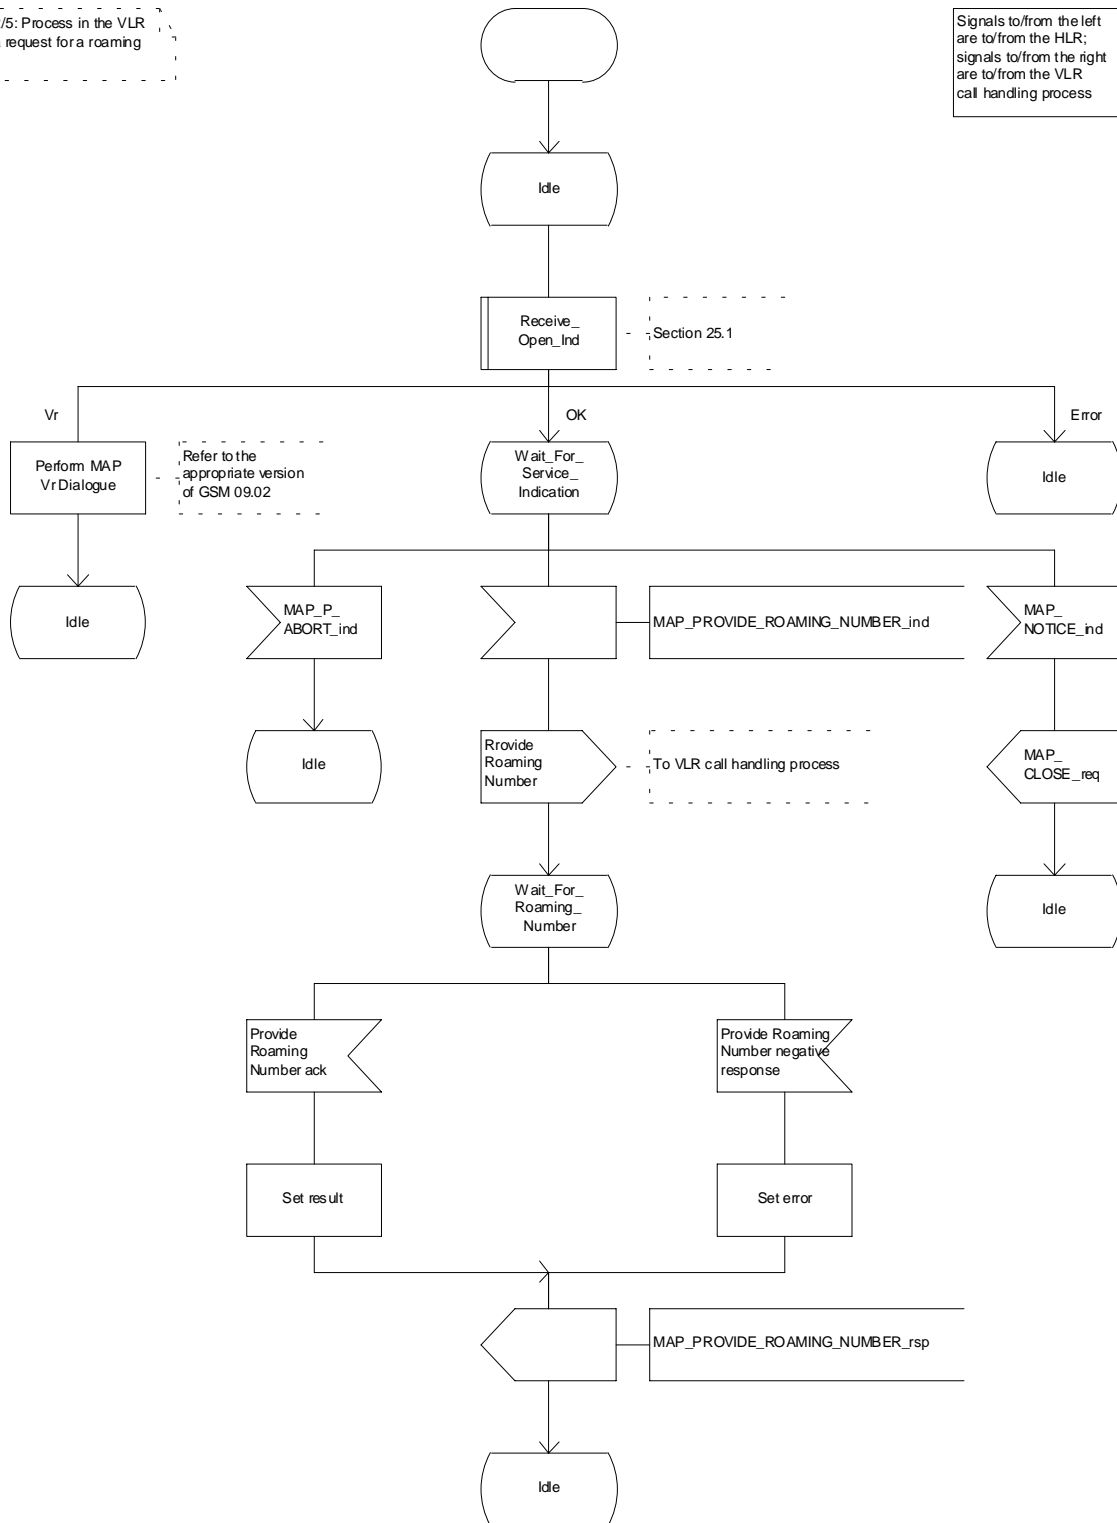 /5: Process in the VLR
request for a roaming
Signals to/from the left
are to/from the HLR;
signals to/from the right
are to/from the VLR
call handling process
Idle
Receive_
Open_Ind
Section 25.1
Vr
OK
Error
Perform MAP
Vr Dialogue
Refer to the
appropriate version
of GSM 09.02
Wait_For_
Service_
Indication
Idle
Idle
MAP_P_
ABORT_ind
MAP_PROVIDE_ROAMING_NUMBER_ind
MAP_
NOTICE_ind
Idle
Rrovide
Roaming
Number
To VLR call handling process
MAP_
CLOSE_req
Wait_For_
Roaming_
Number
Idle
Provide
Roaming
Number ack
Provide Roaming
Number negative
response
Set result
Set error
MAP_PROVIDE_ROAMING_NUMBER_rsp
Idle